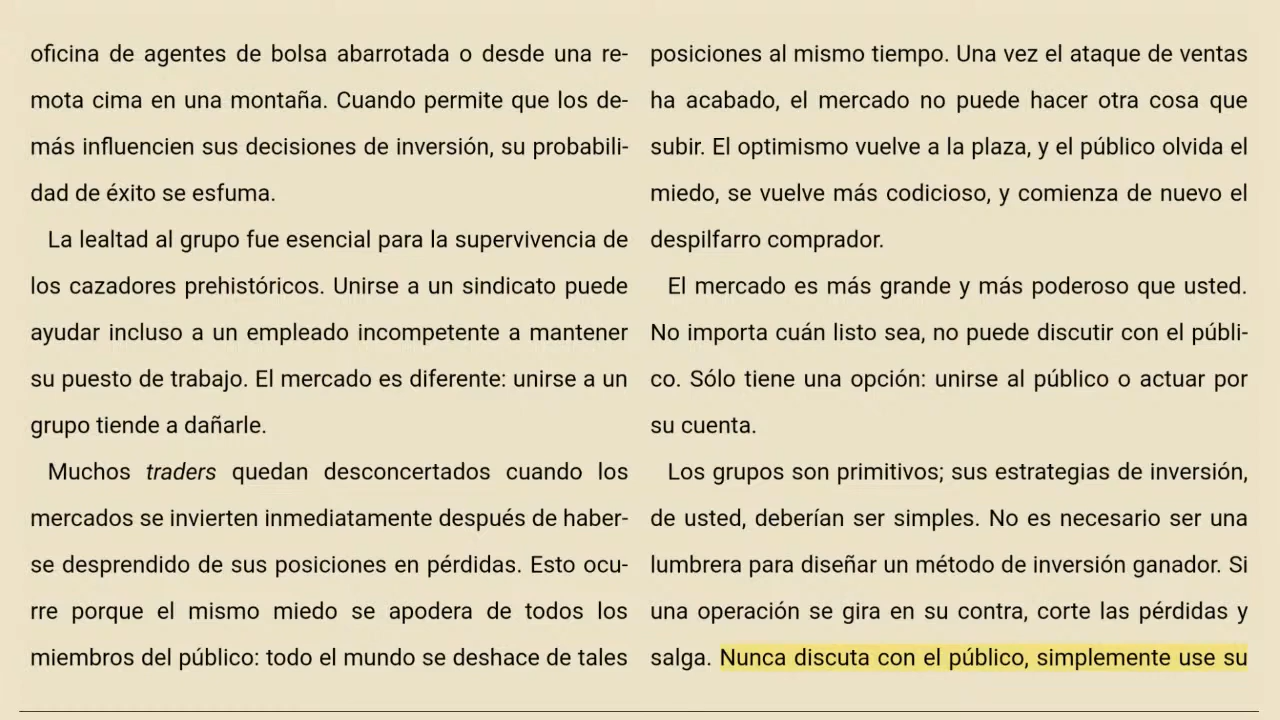 oficina de agentes de bolsa abarrotada o desde una re-
mota cima en una montaña. Cuando permite que los de-
más influencien sus decisiones de inversión, su probabili-
dad de éxito se esfuma.
La lealtad al grupo fue esencial para la supervivencia de
los cazadores prehistóricos. Unirse a un sindicato puede
ayudar incluso a un empleado incompetente a mantener
su puesto de trabajo. El mercado es diferente: unirse a un
grupo tiende a dañarle.
Muchos traders quedan desconcertados cuando los
mercados se invierten inmediatamente después de haber-
se desprendido de sus posiciones en pérdidas. Esto ocu-
rre porque el mismo miedo se apodera de todos los
miembros del público: todo el mundo se deshace de tales
posiciones al mismo tiempo. Una vez el ataque de ventas
ha acabado, el mercado no puede hacer otra cosa que
subir. El optimismo vuelve a la plaza, y el público olvida el
miedo, se vuelve más codicioso, y comienza de nuevo el
despilfarro comprador.
El mercado es más grande y más poderoso que usted.
No importa cuán listo sea, no puede discutir con el públi-
co. Sólo tiene una opción: unirse al público o actuar por
su cuenta.
Los grupos son primitivos; sus estrategias de inversión,
de usted, deberían ser simples. No es necesario ser una
lumbrera para diseñar un método de inversión ganador. Si
una operación se gira en su contra, corte las pérdidas y
salga. Nunca discuta con el público, simplemente use su